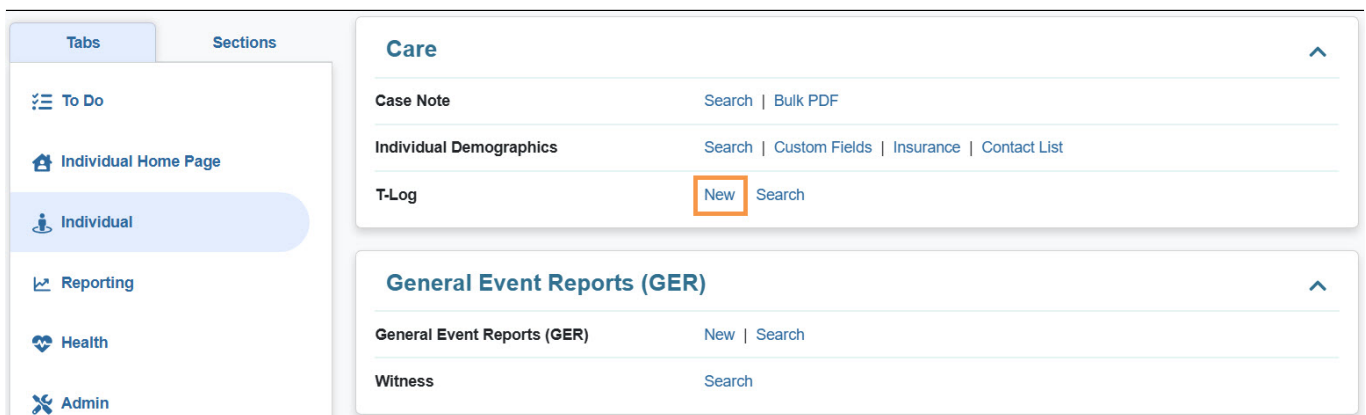 Tabs Sections
To Do
Individual Home Page
Individual
Reporting
Health
Admin
Care
Case Note Search | Bulk PDF
Individual Demographics Search | Custom Fields | Insurance | Contact List
T-Log New Search
General Event Reports (GER)
General Event Reports (GER) New | Search
Witness Search